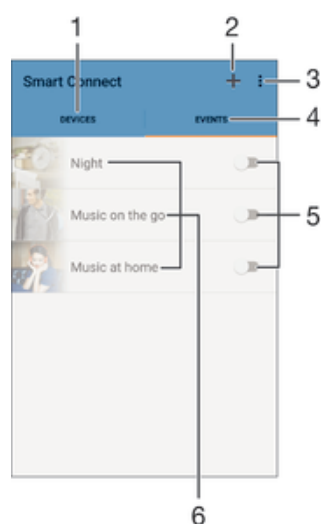 1
2
Smart Connect
3
DEVICES
EVENTS
4
Night
Music on the go
5
Music at home
6